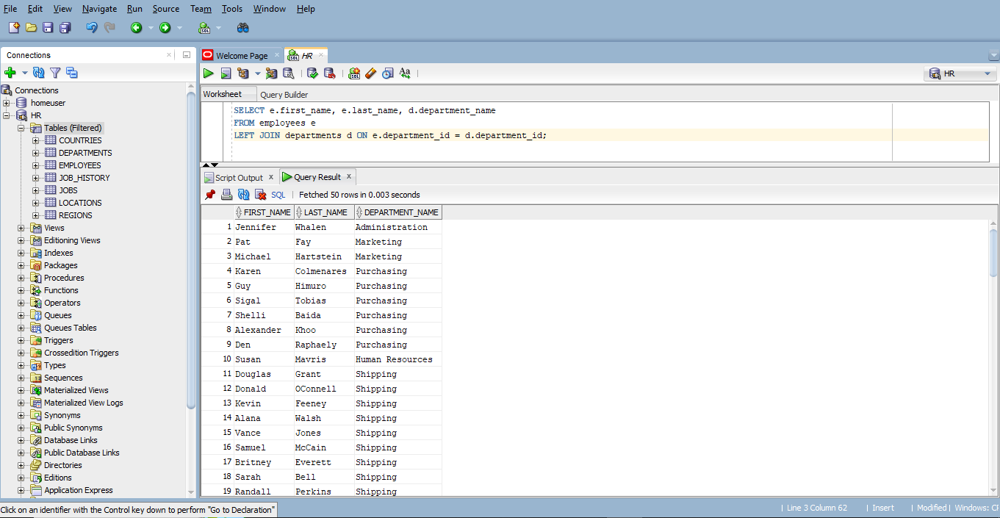 File Edit View Navigate Run Source Team Tools Window Help
Connections
Connections
homeuser
HR
Tables (Filtered)
COUNTRIES
DEPARTMENTS
EMPLOYEES
JOB_HISTORY
JOBS
LOCATIONS
REGIONS
Views
Editioning Views
Indexes
Packages
Procedures
Functions
Operators
Queues
Queues Tables
Triggers
Crossedition Triggers
Types
Sequences
Materialized Views
Materialized View Logs
Synonyms
Public Synonyms
Database Links
Public Database Links
Directories
Editions
Application Express
Welcome Page HR
HR
Worksheet Query Builder
SELECT e.first_name, e.last_name, d.department_name
FROM employees e
LEFT JOIN departments d ON e.department_id = d.department_id;
Script Output x Query Result x
SQL | Fetched 50 rows in 0.003 seconds
FIRST_NAME LAST_NAME DEPARTMENT_NAME
1 Jennifer Whalen Administration
2 Pat Fay Marketing
3 Michael Hartstein Marketing
4 Karen Colmenares Purchasing
5 Guy Himuro Purchasing
6 Sigal Tobias Purchasing
7 Shelli Baida Purchasing
8 Alexander Khoo Purchasing
9 Den Raphaely Purchasing
10 Susan Mavris Human Resources
11 Douglas Grant Shipping
12 Donald OConnell Shipping
13 Kevin Feeney Shipping
14 Alana Walsh Shipping
15 Vance Jones Shipping
16 Samuel McCain Shipping
17 Britney Everett Shipping
18 Sarah Bell Shipping
19 Randall Perkins Shipping
Click on an identifier with the Control key down to perform "Go to Declaration"
| Line 3 Column 62 | Insert | Modified | Windows: CR